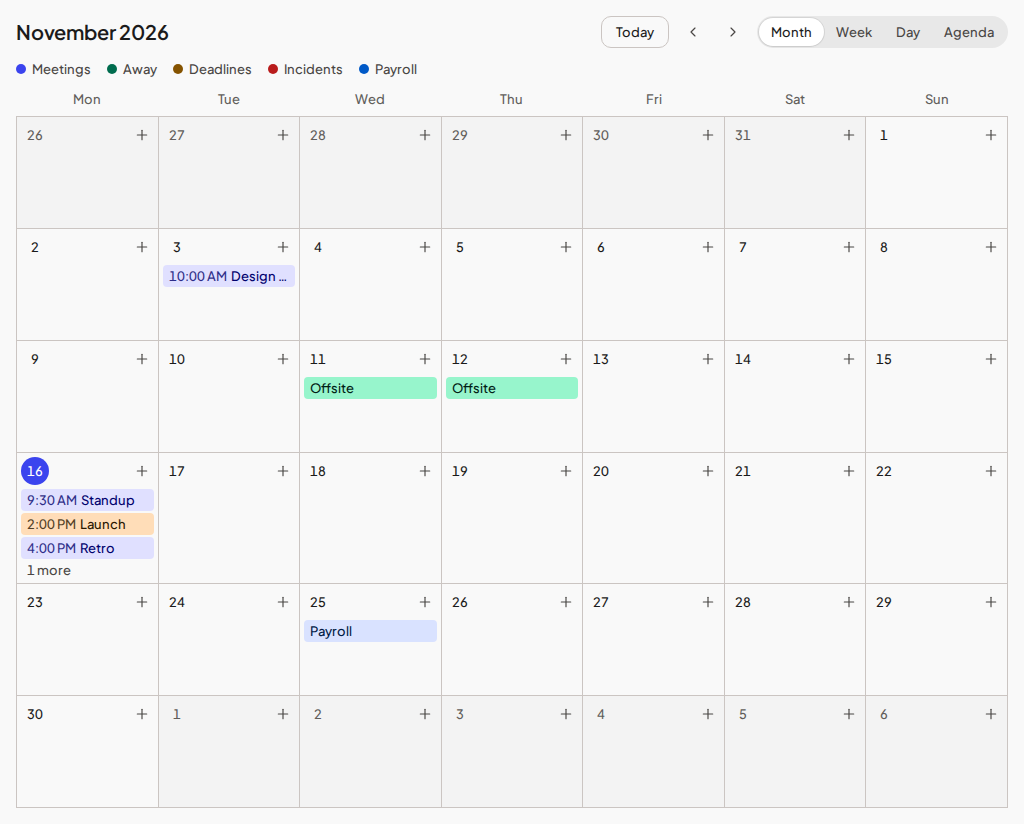 November 2026
Today
Month Week Day Agenda
Meetings Away Deadlines Incidents Payroll
Mon Tue Wed Thu Fri Sat Sun
26 27 28 29 30 31 1
2 3 4 5 6 7 8
10:00 AM Design …
9 10 11 12 13 14 15
Offsite Offsite
16 17 18 19 20 21 22
9:30 AM Standup
2:00 PM Launch
4:00 PM Retro
1 more
23 24 25 26 27 28 29
Payroll
30 1 2 3 4 5 6